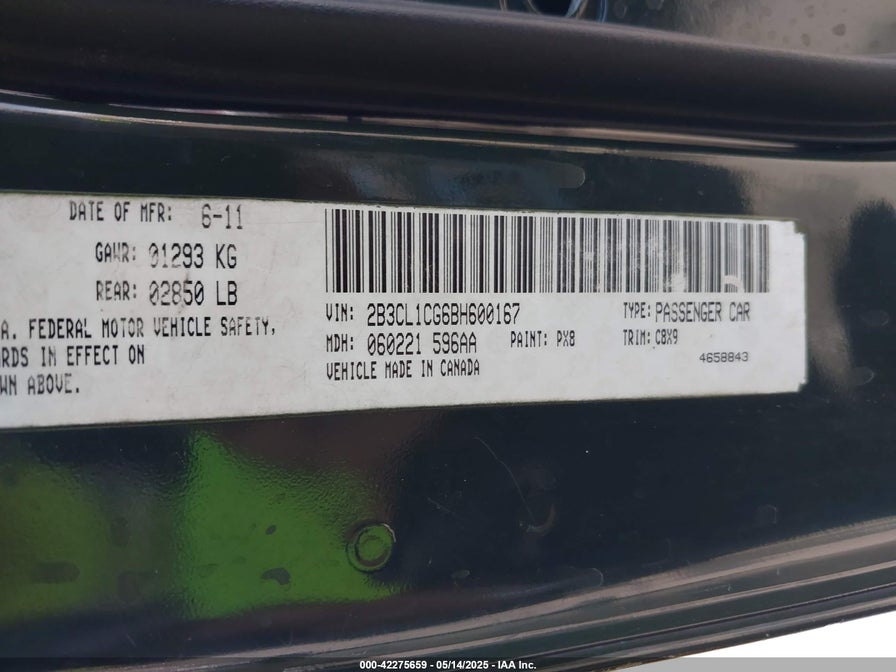 DATE OF MFR: 6-11
GAWR: 01293 KG
REAR: 02850 LB
A. FEDERAL MOTOR VEHICLE SAFETY,
RDS IN EFFECT ON
WN ABOVE.
VIN: 2B3CL1CG6BH600167
TYPE: PASSENGER CAR
MDH: 060221 596AA
PAINT: PX8
TRIM: C8X9
VEHICLE MADE IN CANADA
4658843
000-42275659 - 05/14/2025 - IAA Inc.